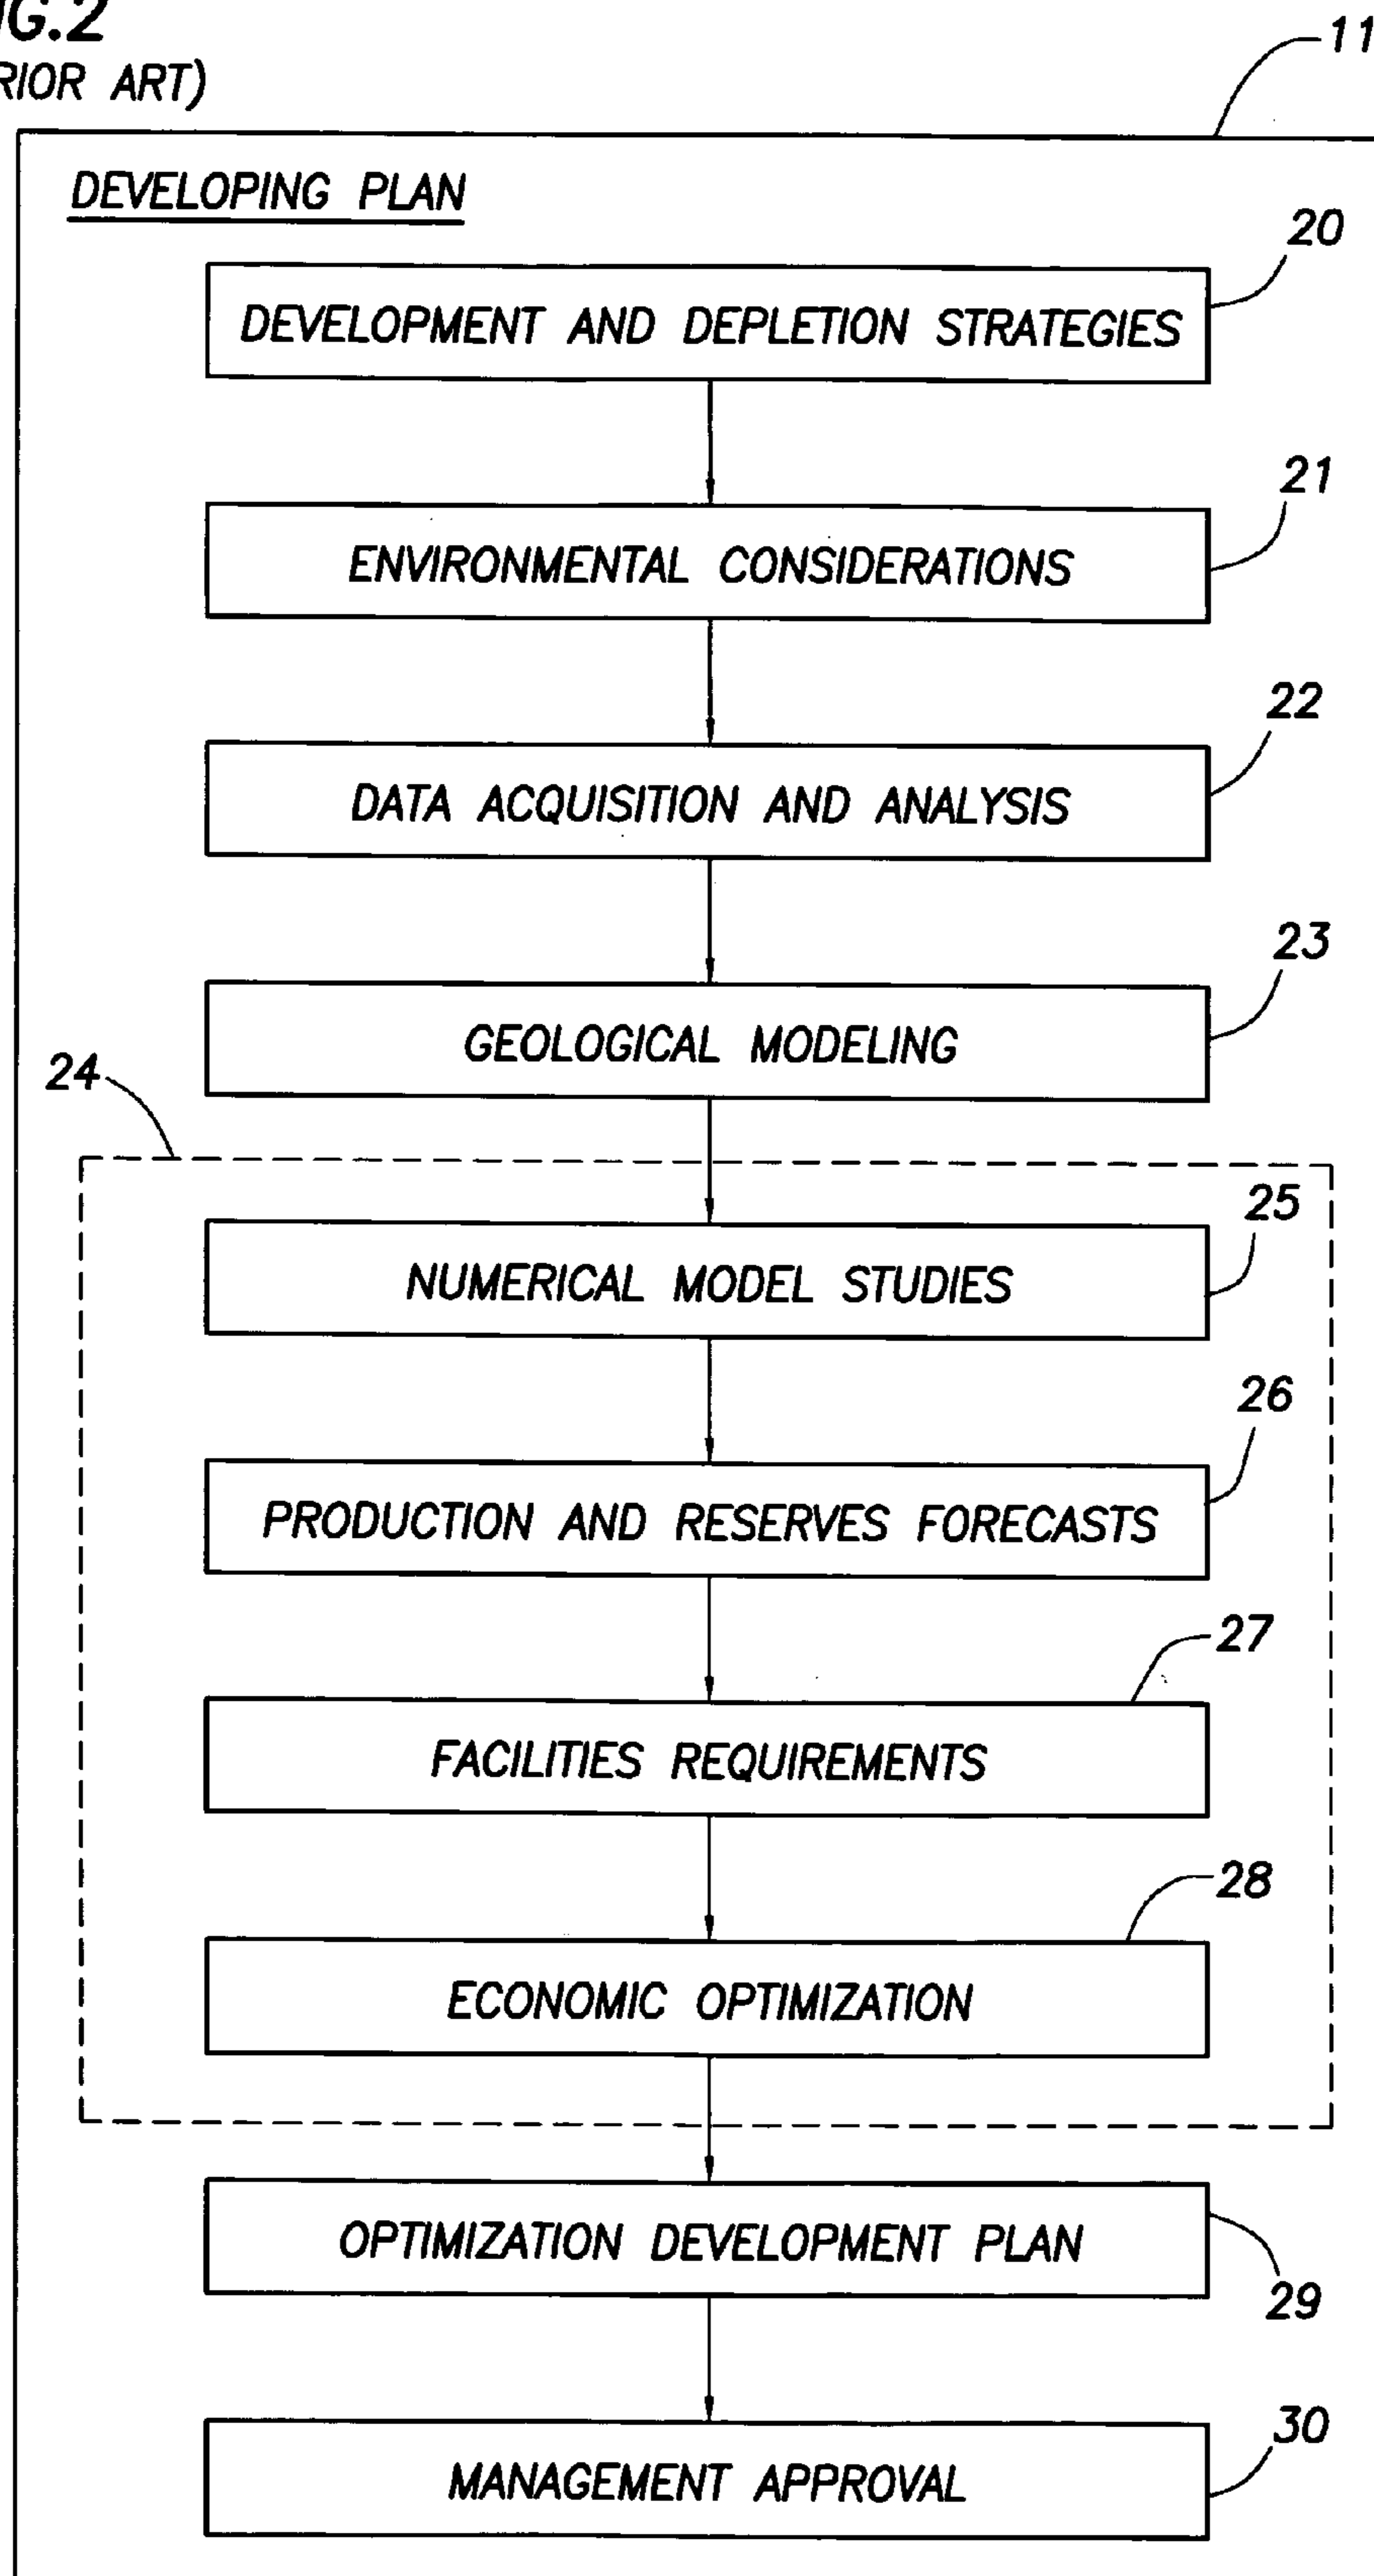 G.2
RIOR ART)
11
DEVELOPING PLAN
20
DEVELOPMENT AND DEPLETION STRATEGIES
21
ENVIRONMENTAL CONSIDERATIONS
22
DATA ACQUISITION AND ANALYSIS
23
GEOLOGICAL MODELING
24
25
NUMERICAL MODEL STUDIES
26
PRODUCTION AND RESERVES FORECASTS
27
FACILITIES REQUIREMENTS
28
ECONOMIC OPTIMIZATION
OPTIMIZATION DEVELOPMENT PLAN
29
30
MANAGEMENT APPROVAL